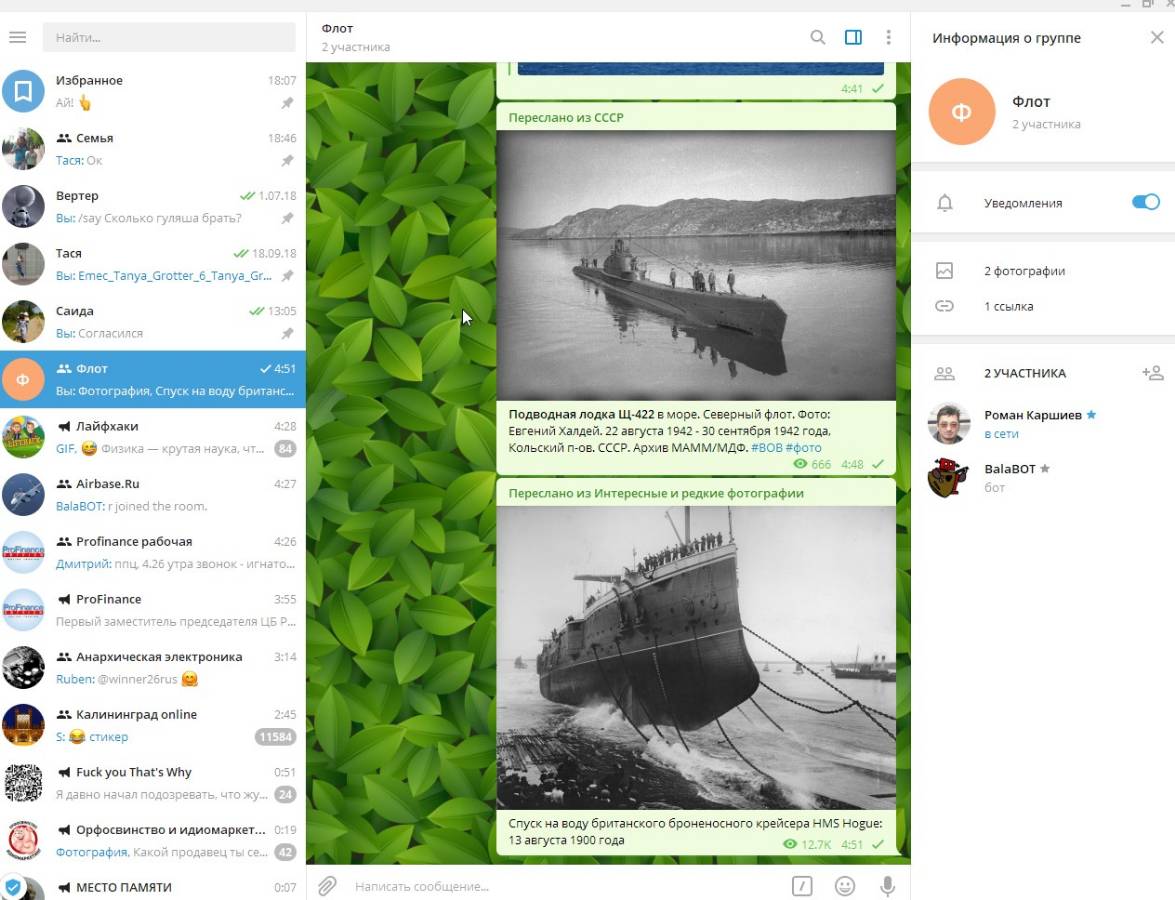 Найти...
Избранное 18:07
Ай!
Семья 18:46
Тася: Ок
Вертер 1.07.18
Вы: /say Сколько гуляша брать?
Тася 18.09.18
Вы: Emec_Tanya_Grotter_6_Tanya_Gr...
Саида 13:05
Вы: Согласился
Ф
Флот 4:51
Вы: Фотография, Спуск на воду британс...
Лайфхаки 4:28
GIF, Физика — крутая наука, чт... 84
Airbase.Ru 4:27
BalaBOT: r joined the room.
Profinance рабочая 4:26
Дмитрий: ппц, 4.26 утра звонок - игнато...
ProFinance 3:55
Первый заместитель председателя ЦБ Р...
Анархическая электроника 3:14
Ruben: @winner26rus
Калининград online 2:45
S: стикер 11584
Fuck you That's Why 0:51
Я давно начал подозревать, что жу... 24
Орфосвинство и идиомаркет... 0:19
Фотография, Какой продавец ты се... 42
МЕСТО ПАМЯТИ 0:07
Флот
2 участника
4:41
Переслано из СССР
Подводная лодка Щ-422 в море. Северный флот. Фото:
Евгений Халдей. 22 августа 1942 - 30 сентября 1942 года,
Кольский п-ов. СССР. Архив МАММ/МДФ. #ВОВ #фото
666 4:48
Переслано из Интересные и редкие фотографии
Спуск на воду британского броненосного крейсера HMS Hogue:
13 августа 1900 года
12.7K 4:51
Написать сообщение...
Информация о группе
Ф
Флот
2 участника
Уведомления
2 фотографии
1 ссылка
2 УЧАСТНИКА
Роман Каршиев
в сети
BalaBOT
бот